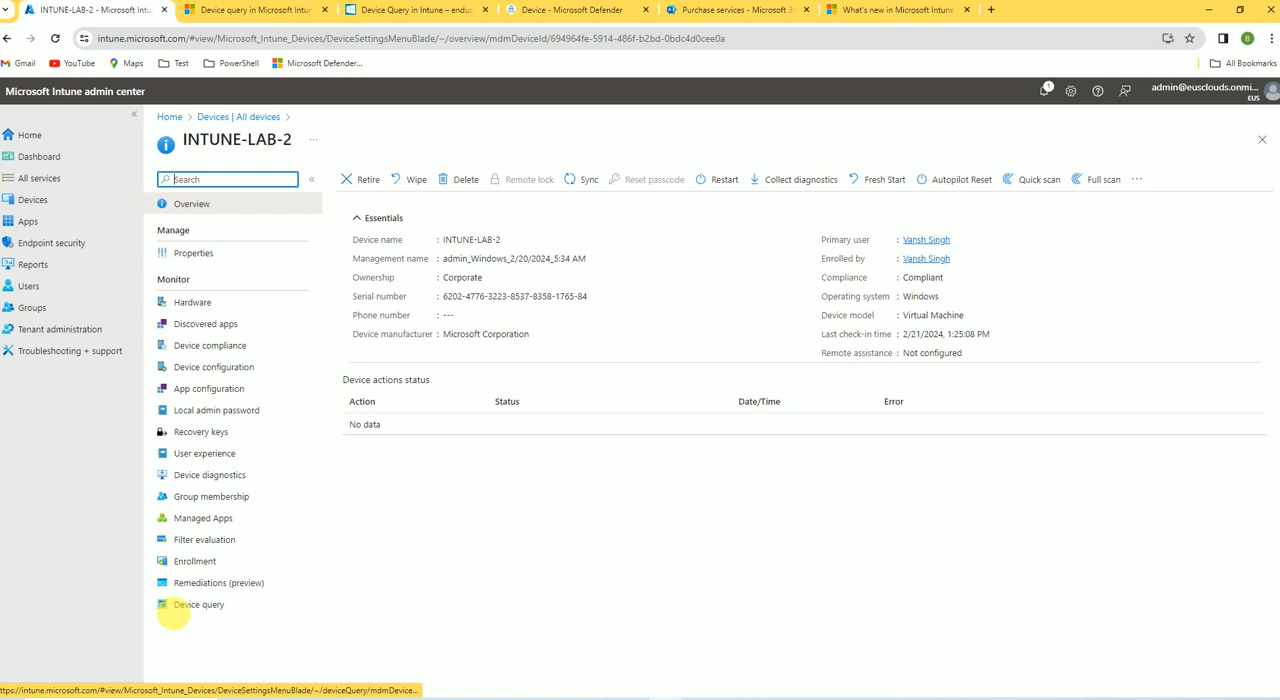 INTUNE-LAB-2 - Microsoft Int
Device query in Microsoft Intun
Device Query in Intune – endus
Device - Microsoft Defender
Purchase services - Microsoft 3
What's new in Microsoft Intune
intune.microsoft.com/#view/Microsoft_Intune_Devices/DeviceSettingsMenuBlade/~/overview/mdmDeviceId/694964fe-5914-486f-b2bd-0bdc4d0cee0a
B
Gmail
YouTube
Maps
Test
PowerShell
Microsoft Defender...
All Bookmarks
Microsoft Intune admin center
1
admin@eusclouds.onmi...
EUS
Home
Dashboard
All services
Devices
Apps
Endpoint security
Reports
Users
Groups
Tenant administration
Troubleshooting + support
Home > Devices | All devices >
INTUNE-LAB-2 ...
Search
Overview
Manage
Properties
Monitor
Hardware
Discovered apps
Device compliance
Device configuration
App configuration
Local admin password
Recovery keys
User experience
Device diagnostics
Group membership
Managed Apps
Filter evaluation
Enrollment
Remediations (preview)
Device query
Retire Wipe Delete Remote lock Sync Reset passcode Restart Collect diagnostics Fresh Start Autopilot Reset Quick scan Full scan ...
Essentials
Device name : INTUNE-LAB-2
Management name : admin_Windows_2/20/2024_5:34 AM
Ownership : Corporate
Serial number : 6202-4776-3223-8537-8358-1765-84
Phone number : ---
Device manufacturer : Microsoft Corporation
Primary user : Vansh Singh
Enrolled by : Vansh Singh
Compliance : Compliant
Operating system : Windows
Device model : Virtual Machine
Last check-in time : 2/21/2024, 1:25:08 PM
Remote assistance : Not configured
Device actions status
Action Status Date/Time Error
No data
https://intune.microsoft.com/#view/Microsoft_Intune_Devices/DeviceSettingsMenuBlade/~/deviceQuery/mdmDevice...